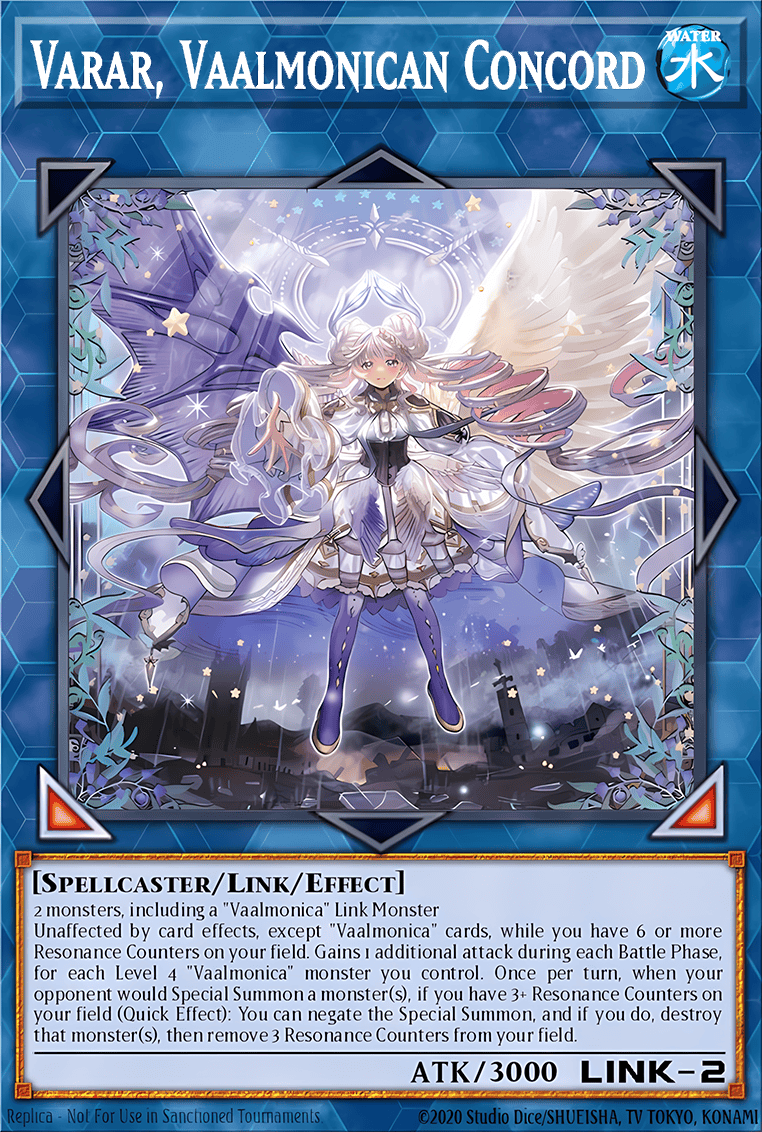 Varar, Vaalmonican Concord
WATER
水
[Spellcaster/Link/Effect]
2 monsters, including a "Vaalmonica" Link Monster
Unaffected by card effects, except "Vaalmonica" cards, while you have 6 or more
Resonance Counters on your field. Gains 1 additional attack during each Battle Phase,
for each Level 4 "Vaalmonica" monster you control. Once per turn, when your
opponent would Special Summon a monster(s), if you have 3+ Resonance Counters on
your field (Quick Effect): You can negate the Special Summon, and if you do, destroy
that monster(s), then remove 3 Resonance Counters from your field.
ATK/3000 LINK-2
Replica - Not For Use in Sanctioned Tournaments
©2020 Studio Dice/SHUEISHA, TV TOKYO, KONAMI